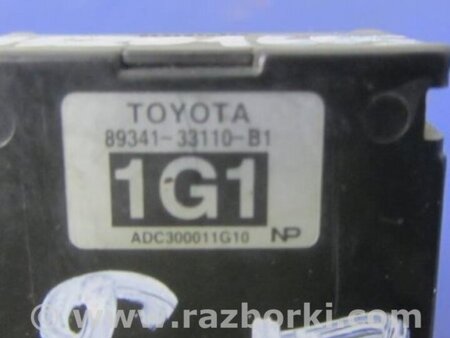 TOYOTA
89341-33110-B1
1G1
ADC300011G10 NP
© www.razborki.com